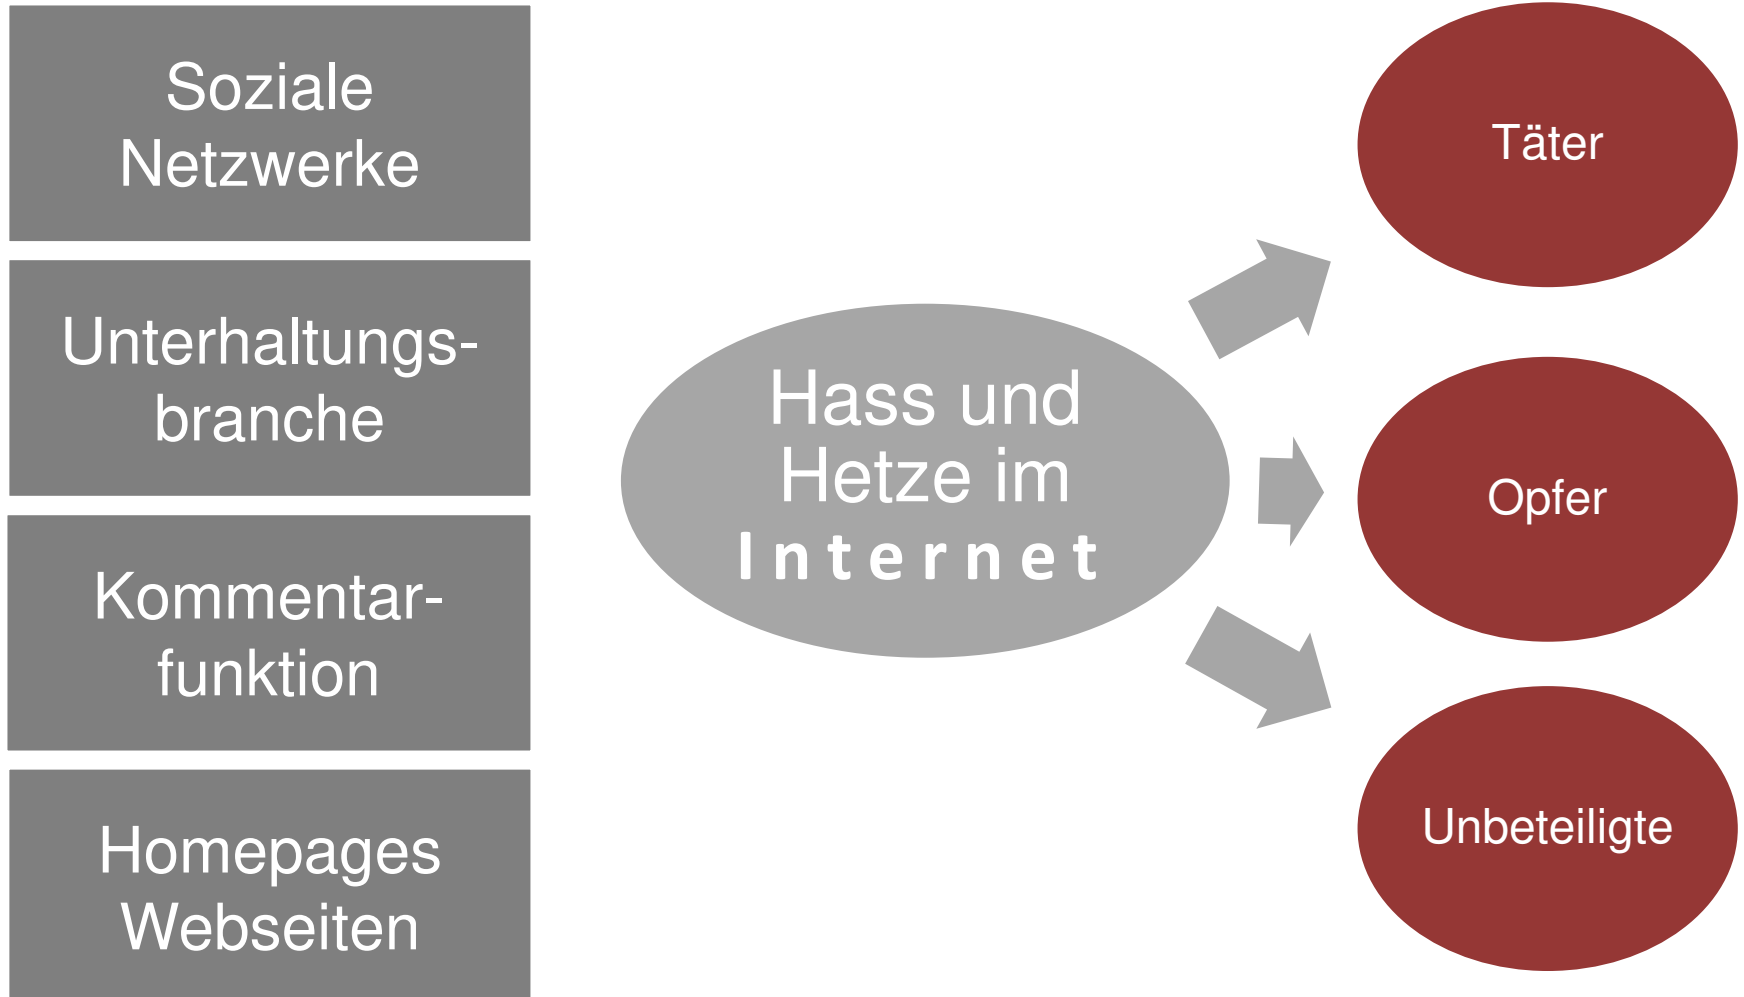 Soziale
Netzwerke
Unterhaltungs-
branche
Kommentar-
funktion
Homepages
Webseiten
Hass und
Hetze im
Internet
Täter
Opfer
Unbeteiligte